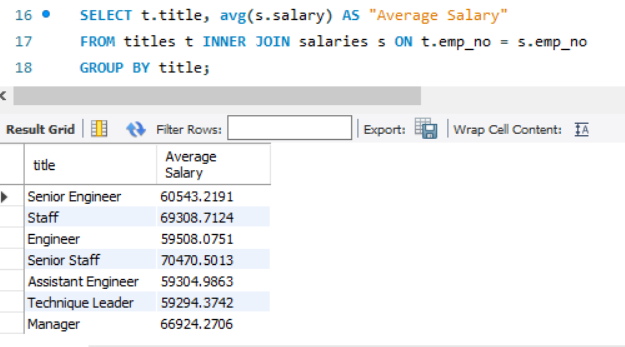 16 SELECT t.title, avg(s.salary) AS "Average Salary"
17 FROM titles t INNER JOIN salaries s ON t.emp_no = s.emp_no
18 GROUP BY title;
Result Grid Filter Rows: Export: Wrap Cell Content: IA
title Average Salary
Senior Engineer 60543.2191
Staff 69308.7124
Engineer 59508.0751
Senior Staff 70470.5013
Assistant Engineer 59304.9863
Technique Leader 59294.3742
Manager 66924.2706